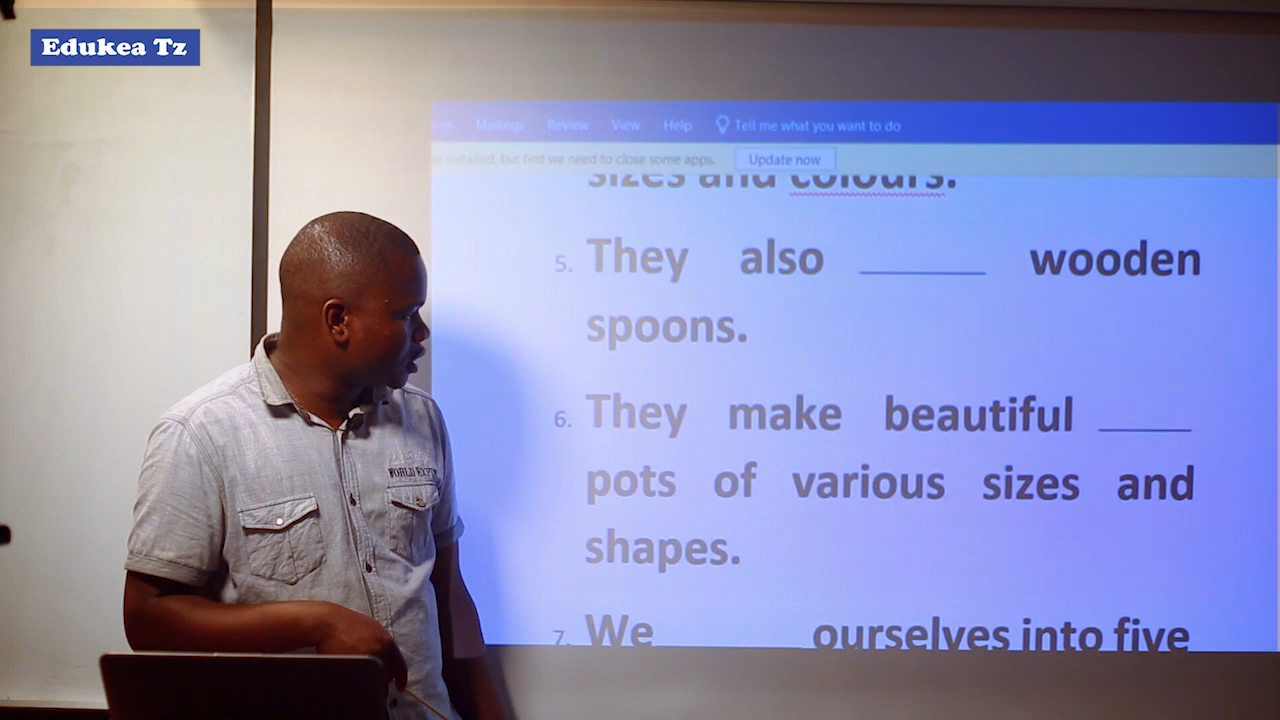 Edukea Tz
Mailings Review View Help Tell me what you want to do
installed, but first we need to close some apps. Update now
sizes and colours.
5. They also ______ wooden
spoons.
WORLD
6. They make beautiful ____
pots of various sizes and
shapes.
7. We ourselves into five